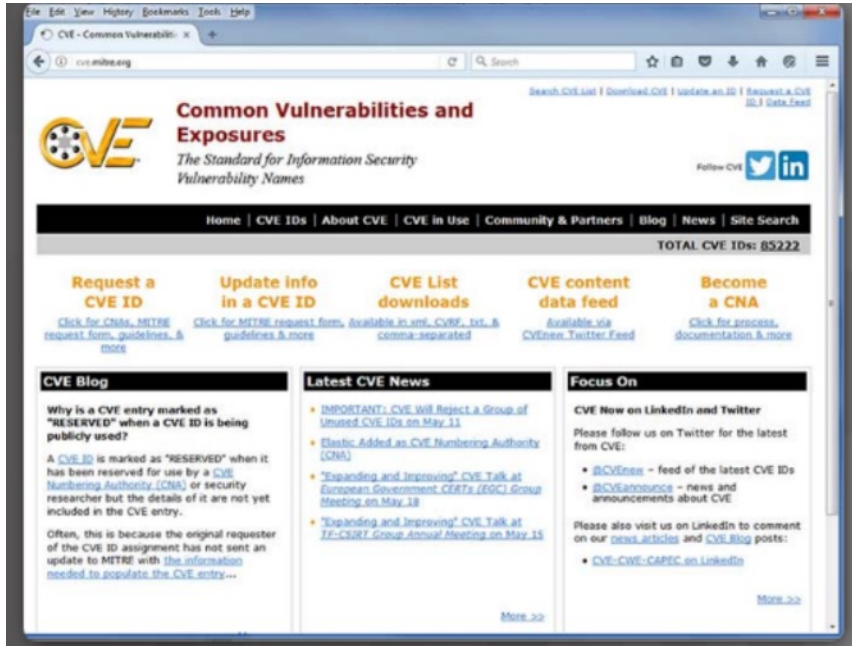 File Edit View History Bookmarks Tools Help
CVE - Common Vulnerabiliti
cve.mitre.org
Search
Search CVE List | Download CVE | Update an ID | Request a CVE
ID | Data Feed
CVE
Common Vulnerabilities and
Exposures
The Standard for Information Security
Vulnerability Names
Follow CVE
Home | CVE IDs | About CVE | CVE in Use | Community & Partners | Blog | News | Site Search
TOTAL CVE IDs: 85222
Request a
CVE ID
Click for CNAs, MITRE
request form, guidelines, &
more
Update info
in a CVE ID
Click for MITRE request form,
guidelines & more
CVE List
downloads
Available in xml, CVRF, txt, &
comma-separated
CVE content
data feed
Available via
CVEnew Twitter Feed
Become
a CNA
Click for process,
documentation & more
CVE Blog
Why is a CVE entry marked as
"RESERVED" when a CVE ID is being
publicly used?
A CVE ID is marked as "RESERVED" when it
has been reserved for use by a CVE
Numbering Authority (CNA) or security
researcher but the details of it are not yet
included in the CVE entry.
Often, this is because the original requester
of the CVE ID assignment has not sent an
update to MITRE with the information
needed to populate the CVE entry...
Latest CVE News
IMPORTANT: CVE Will Reject a Group of
Unused CVE IDs on May 11
Elastic Added as CVE Numbering Authority
(CNA)
"Expanding and Improving" CVE Talk at
European Government CERTs (EGC) Group
Meeting on May 18
"Expanding and Improving" CVE Talk at
TF-CSIRT Group Annual Meeting on May 15
More >>
Focus On
CVE Now on LinkedIn and Twitter
Please follow us on Twitter for the latest
from CVE:
@CVEnew – feed of the latest CVE IDs
@CVEannounce – news and
announcements about CVE
Please also visit us on LinkedIn to comment
on our news articles and CVE Blog posts:
CVE-CWE-CAPEC on LinkedIn
More >>